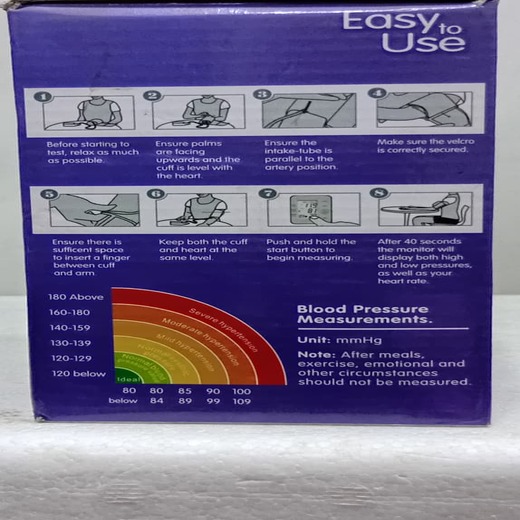 Easy to
Use
1
2
3
4
Before starting to
test, relax as much
as possible.
Ensure palms
are facing
upwards and the
cuff is level with
the heart.
Ensure the
intake-tube is
parallel to the
artery position.
Make sure the velcro
is correctly secured.
5
6
7
8
Ensure there is
sufficent space
to insert a finger
between cuff
and arm
Keep both the cuff
and heart at the
same level.
Push and hold the
start button to
begin measuring.
After 40 seconds
the monitor will
display both high
and low pressures,
as well as your
heart rate.
180 Above
160-180
140-159
130-139
120-129
120 below
Severe hypertension
Moderate hypertension
Mild hypertension
Ideal
80 80 85 90 100
below 84 89 99 109
Blood Pressure
Measurements.
Unit: mmHg
Note: After meals,
exercise, emotional and
other circumstances
should not be measured.